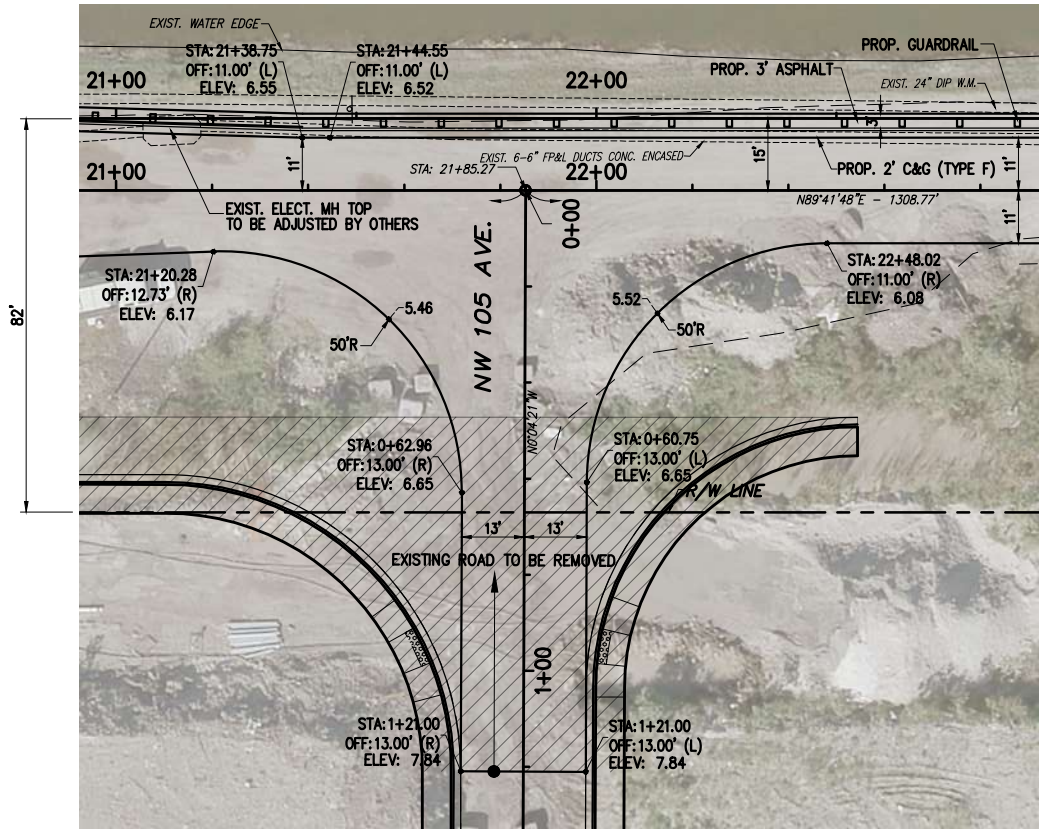 EXIST. WATER EDGE
STA: 21+38.75
OFF: 11.00' (L)
ELEV: 6.55
STA: 21+44.55
OFF: 11.00' (L)
ELEV: 6.52
PROP. GUARDRAIL
PROP. 3' ASPHALT
EXIST. 24" DIP W.M.
21+00
22+00
3'
11'
15'
11'
EXIST. 6-6" FP&L DUCTS CONC. ENCASED
STA: 21+85.27
PROP. 2' C&G (TYPE F)
21+00
22+00
N89°41'48"E - 1308.77'
EXIST. ELECT. MH TOP
TO BE ADJUSTED BY OTHERS
0+00
11'
NW 105 AVE.
STA: 21+20.28
OFF: 12.73' (R)
ELEV: 6.17
STA: 22+48.02
OFF: 11.00' (R)
ELEV: 6.08
82'
5.46
50'R
5.52
50'R
N0°04'21"W
STA: 0+62.96
OFF: 13.00' (R)
ELEV: 6.65
STA: 0+60.75
OFF: 13.00' (L)
ELEV: 6.65
R/W LINE
13'
13'
EXISTING ROAD TO BE REMOVED
1+00
STA: 1+21.00
OFF: 13.00' (R)
ELEV: 7.84
STA: 1+21.00
OFF: 13.00' (L)
ELEV: 7.84